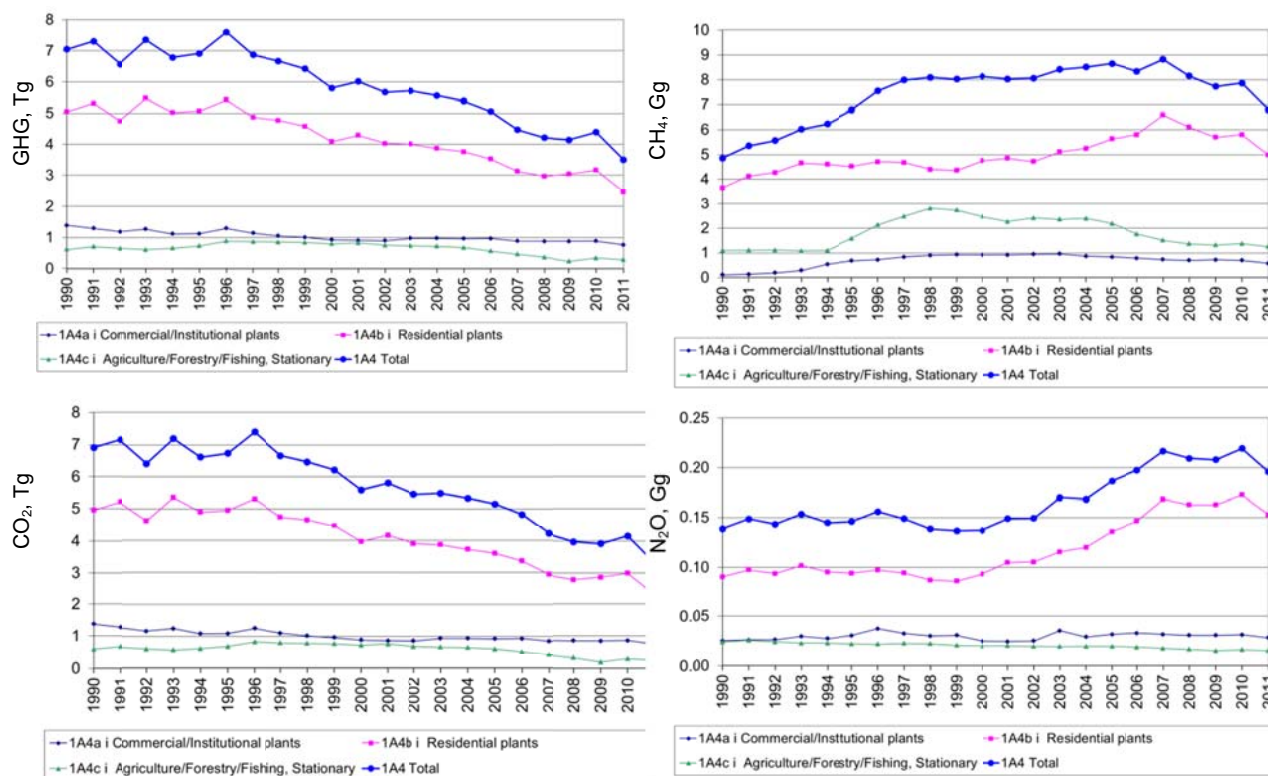 GHG, Tg
8
7
6
5
4
3
2
1
0
1990 1991 1992 1993 1994 1995 1996 1997 1998 1999 2000 2001 2002 2003 2004 2005 2006 2007 2008 2009 2010 2011
1A4a i Commercial/Institutional plants 1A4b i Residential plants
1A4c i Agriculture/Forestry/Fishing, Stationary 1A4 Total
CH₄, Gg
10
9
8
7
6
5
4
3
2
1
0
1990 1991 1992 1993 1994 1995 1996 1997 1998 1999 2000 2001 2002 2003 2004 2005 2006 2007 2008 2009 2010 2011
1A4a i Commercial/Institutional plants 1A4b i Residential plants
1A4c i Agriculture/Forestry/Fishing, Stationary 1A4 Total
CO₂, Tg
8
7
6
5
4
3
2
1
0
1990 1991 1992 1993 1994 1995 1996 1997 1998 1999 2000 2001 2002 2003 2004 2005 2006 2007 2008 2009 2010
1A4a i Commercial/Institutional plants 1A4b i Residential plants
1A4c i Agriculture/Forestry/Fishing, Stationary 1A4 Total
N₂O, Gg
0.25
0.20
0.15
0.10
0.05
0.00
1990 1991 1992 1993 1994 1995 1996 1997 1998 1999 2000 2001 2002 2003 2004 2005 2006 2007 2008 2009 2010 2011
1A4a i Commercial/Institutional plants 1A4b i Residential plants
1A4c i Agriculture/Forestry/Fishing, Stationary 1A4 Total